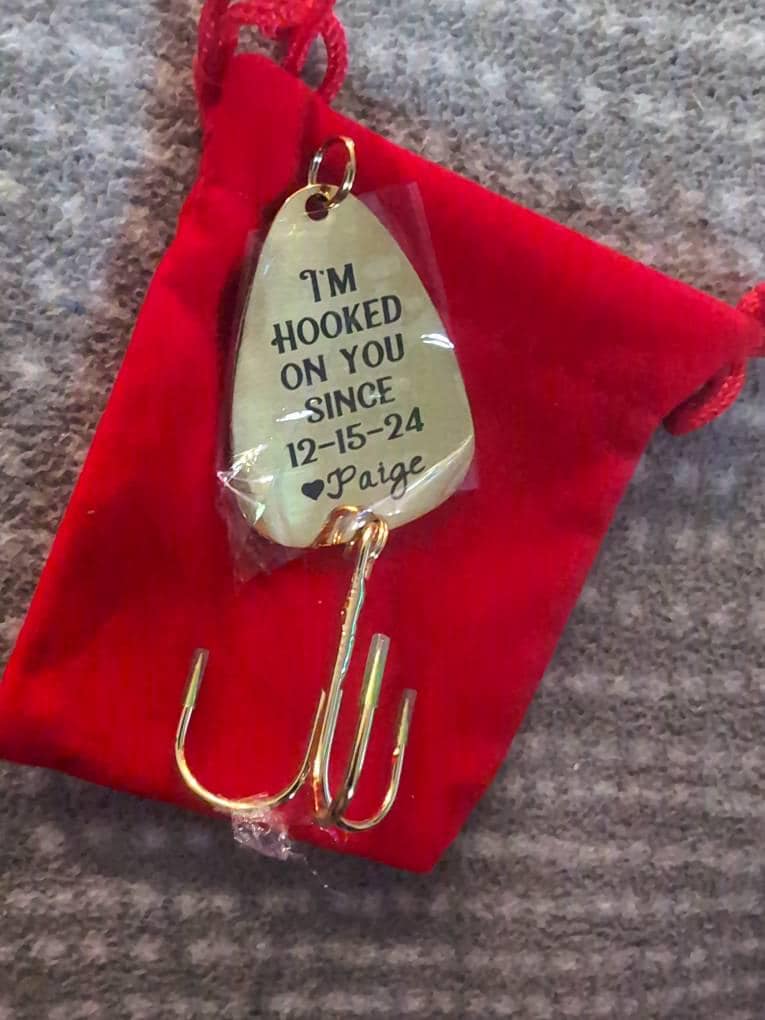 I'M
HOOKED
ON YOU
SINCE
12-15-24
♥Paige